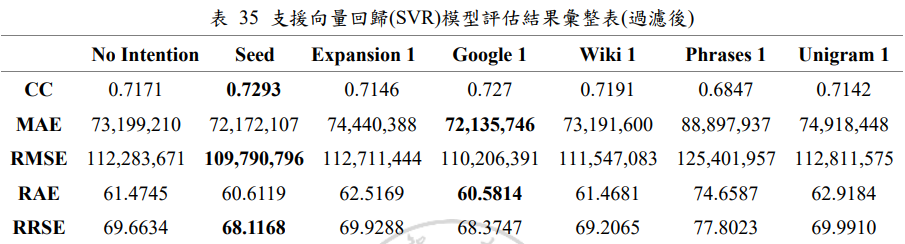 表 35 支援向量回歸(SVR)模型評估結果彙整表(過濾後)
No Intention Seed Expansion 1 Google 1 Wiki 1 Phrases 1 Unigram 1
CC 0.7171 0.7293 0.7146 0.727 0.7191 0.6847 0.7142
MAE 73,199,210 72,172,107 74,440,388 72,135,746 73,191,600 88,897,937 74,918,448
RMSE 112,283,671 109,790,796 112,711,444 110,206,391 111,547,083 125,401,957 112,811,575
RAE 61.4745 60.6119 62.5169 60.5814 61.4681 74.6587 62.9184
RRSE 69.6634 68.1168 69.9288 68.3747 69.2065 77.8023 69.9910